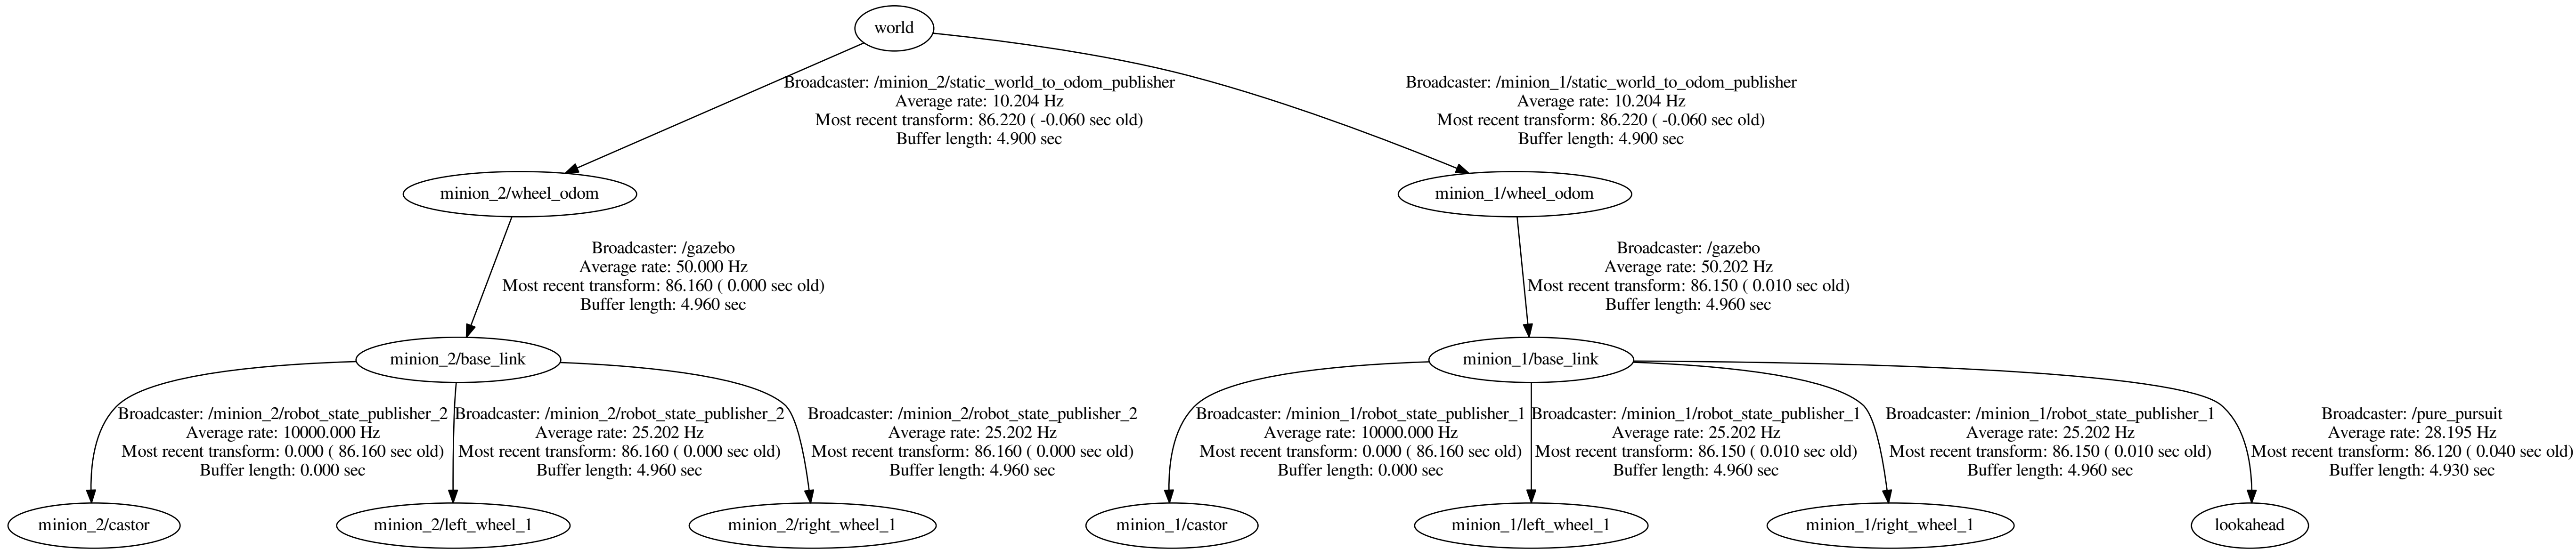 world
Broadcaster: /minion_2/static_world_to_odom_publisher
Average rate: 10.204 Hz
Most recent transform: 86.220 ( -0.060 sec old)
Buffer length: 4.900 sec
Broadcaster: /minion_1/static_world_to_odom_publisher
Average rate: 10.204 Hz
Most recent transform: 86.220 ( -0.060 sec old)
Buffer length: 4.900 sec
minion_2/wheel_odom
minion_1/wheel_odom
Broadcaster: /gazebo
Average rate: 50.000 Hz
Most recent transform: 86.160 ( 0.000 sec old)
Buffer length: 4.960 sec
Broadcaster: /gazebo
Average rate: 50.202 Hz
Most recent transform: 86.150 ( 0.010 sec old)
Buffer length: 4.960 sec
minion_2/base_link
minion_1/base_link
Broadcaster: /minion_2/robot_state_publisher_2
Average rate: 10000.000 Hz
Most recent transform: 0.000 ( 86.160 sec old)
Buffer length: 0.000 sec
Broadcaster: /minion_2/robot_state_publisher_2
Average rate: 25.202 Hz
Most recent transform: 86.160 ( 0.000 sec old)
Buffer length: 4.960 sec
Broadcaster: /minion_2/robot_state_publisher_2
Average rate: 25.202 Hz
Most recent transform: 86.160 ( 0.000 sec old)
Buffer length: 4.960 sec
Broadcaster: /minion_1/robot_state_publisher_1
Average rate: 10000.000 Hz
Most recent transform: 0.000 ( 86.160 sec old)
Buffer length: 0.000 sec
Broadcaster: /minion_1/robot_state_publisher_1
Average rate: 25.202 Hz
Most recent transform: 86.150 ( 0.010 sec old)
Buffer length: 4.960 sec
Broadcaster: /minion_1/robot_state_publisher_1
Average rate: 25.202 Hz
Most recent transform: 86.150 ( 0.010 sec old)
Buffer length: 4.960 sec
Broadcaster: /pure_pursuit
Average rate: 28.195 Hz
Most recent transform: 86.120 ( 0.040 sec old)
Buffer length: 4.930 sec
minion_2/castor
minion_2/left_wheel_1
minion_2/right_wheel_1
minion_1/castor
minion_1/left_wheel_1
minion_1/right_wheel_1
lookahead